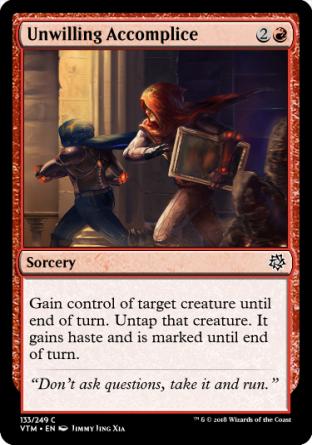 Unwilling Accomplice 2
Sorcery
Gain control of target creature until
end of turn. Untap that creature. It
gains haste and is marked until end
of turn.
“Don’t ask questions, take it and run.”
133/249 C
VTM • EN Jimmy Jing Xia
™ & © 2018 Wizards of the Coast